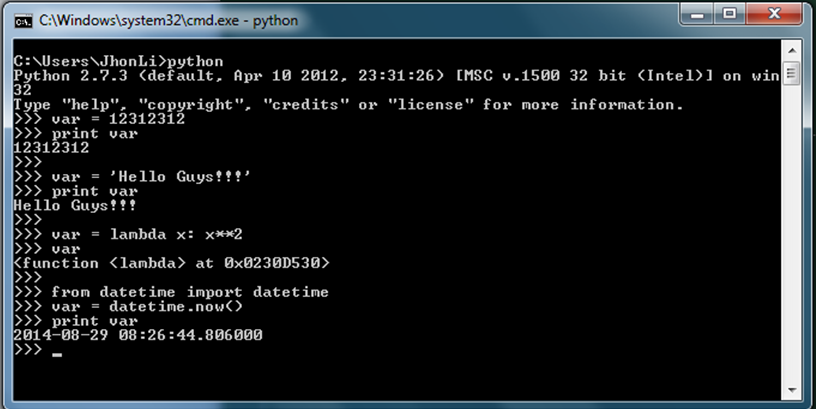 C:\Windows\system32\cmd.exe - python
C:\Users\JhonLi>python
Python 2.7.3 (default, Apr 10 2012, 23:31:26) [MSC v.1500 32 bit (Intel)] on win
32
Type "help", "copyright", "credits" or "license" for more information.
>>> var = 12312312
>>> print var
12312312
>>>
>>> var = 'Hello Guys!!!'
>>> print var
Hello Guys!!!
>>>
>>> var = lambda x: x**2
>>> var
<function <lambda> at 0x0230D530>
>>>
>>> from datetime import datetime
>>> var = datetime.now()
>>> print var
2014-08-29 08:26:44.806000
>>> _